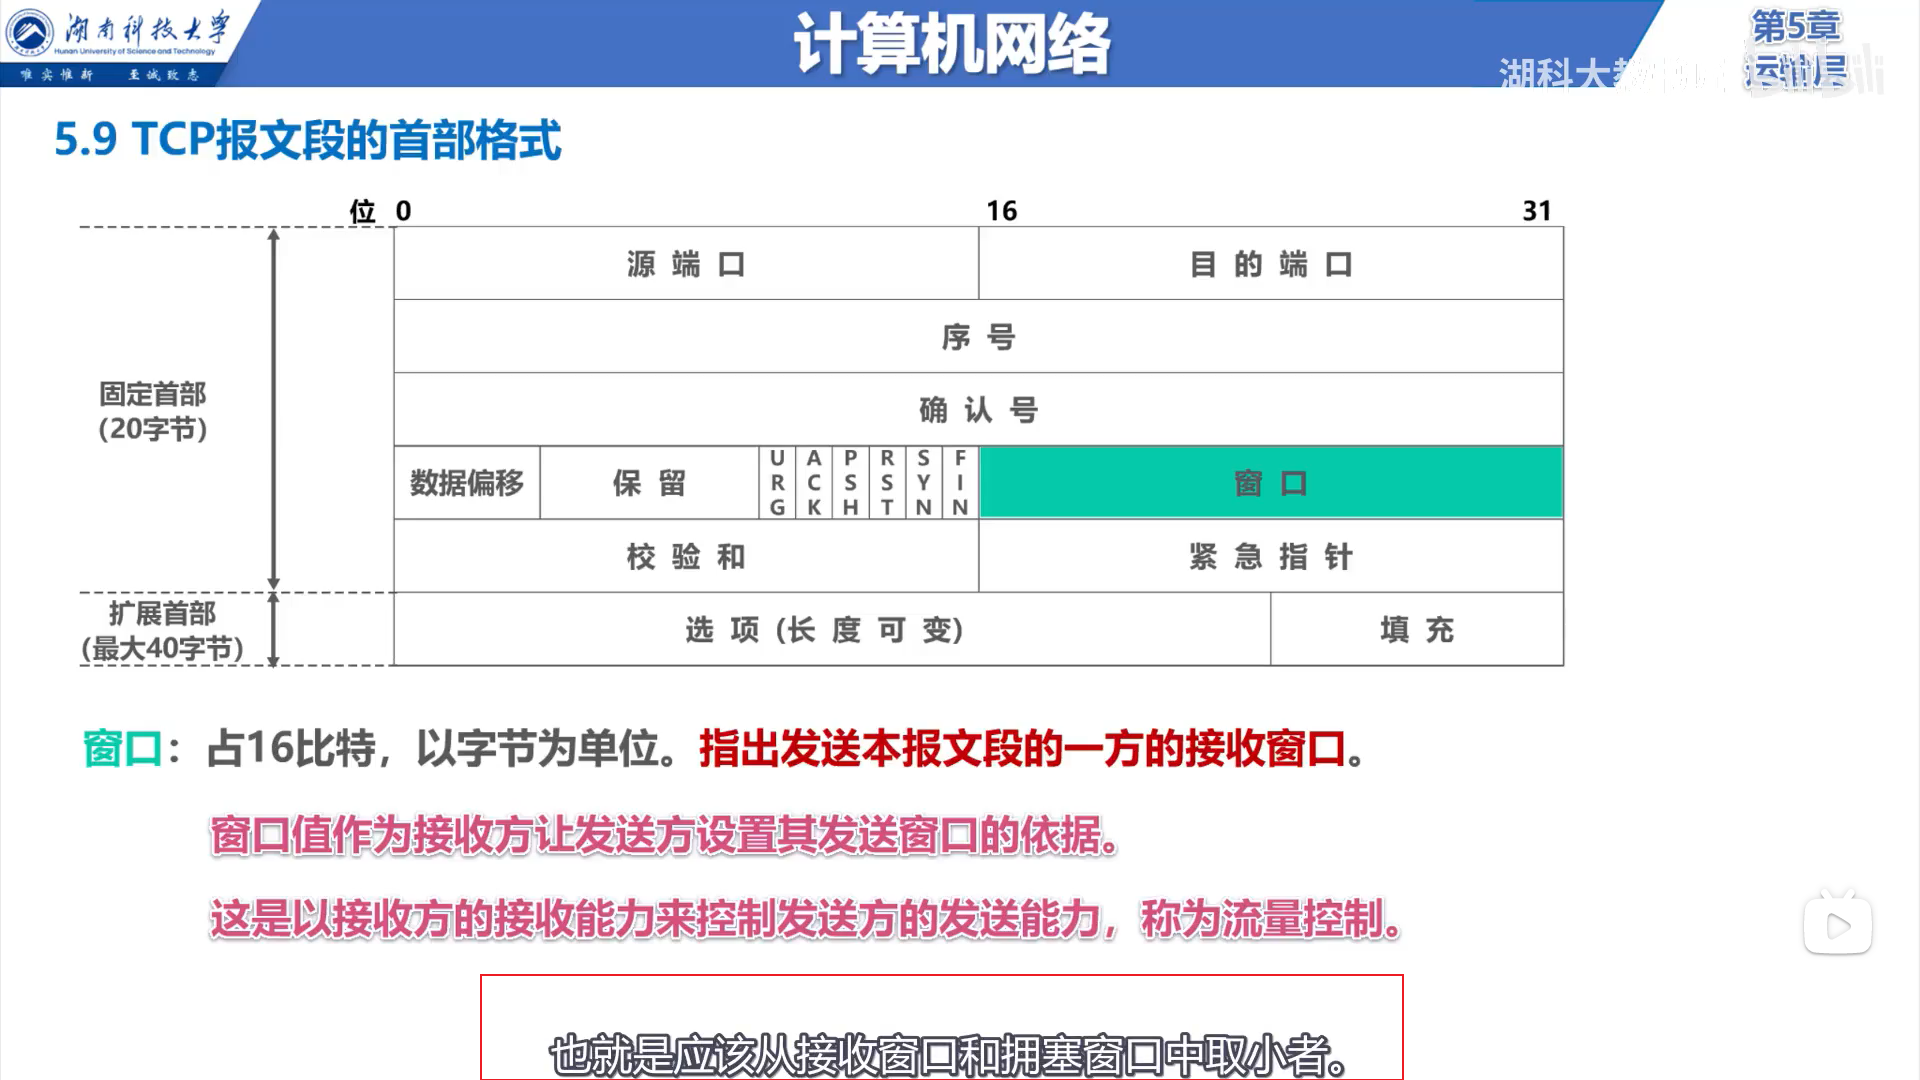 湖南科技大学
Hunan University of Science and Technology
唯实惟新 至诚致志
计算机网络
第5章
运输层
湖科大教
5.9 TCP报文段的首部格式
位 0 16 31
源端口 目的端口
序号
确认号
固定首部
(20字节)
数据偏移 保留 URG ACK PSH RST SYN FIN 窗口
校验和 紧急指针
扩展首部
(最大40字节)
选项(长度可变) 填充
窗口：占16比特，以字节为单位。指出发送本报文段的一方的接收窗口。
窗口值作为接收方让发送方设置其发送窗口的依据。
这是以接收方的接收能力来控制发送方的发送能力，称为流量控制。
也就是应该从接收窗口和拥塞窗口中取小者。